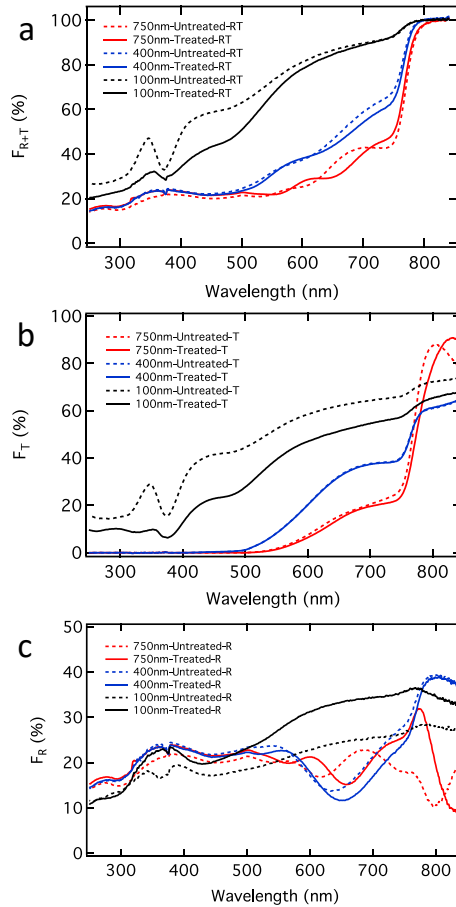 a
100
80
60
40
20
0
F_R+T (%)
750nm-Untreated-RT
750nm-Treated-RT
400nm-Untreated-RT
400nm-Treated-RT
100nm-Untreated-RT
100nm-Treated-RT
300 400 500 600 700 800
Wavelength (nm)
b
100
80
60
40
20
0
F_T (%)
750nm-Untreated-T
750nm-Treated-T
400nm-Untreated-T
400nm-Treated-T
100nm-Untreated-T
100nm-Treated-T
300 400 500 600 700 800
Wavelength (nm)
c
50
40
30
20
10
0
F_R (%)
750nm-Untreated-R
750nm-Treated-R
400nm-Untreated-R
400nm-Treated-R
100nm-Untreated-R
100nm-Treated-R
300 400 500 600 700 800
Wavelength (nm)